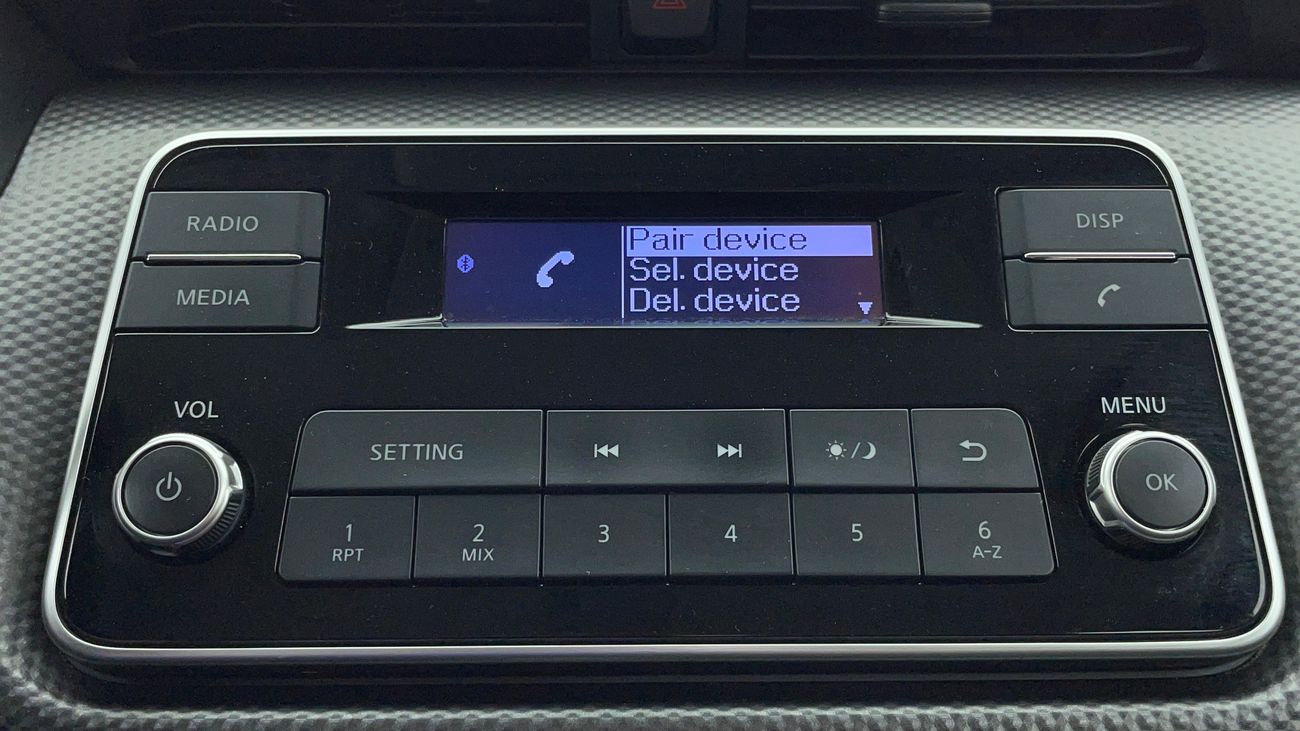 RADIO
MEDIA
Pair device
Sel. device
Del. device
DISP
VOL
MENU
SETTING
OK
1
RPT
2
MIX
3
4
5
6
A-Z